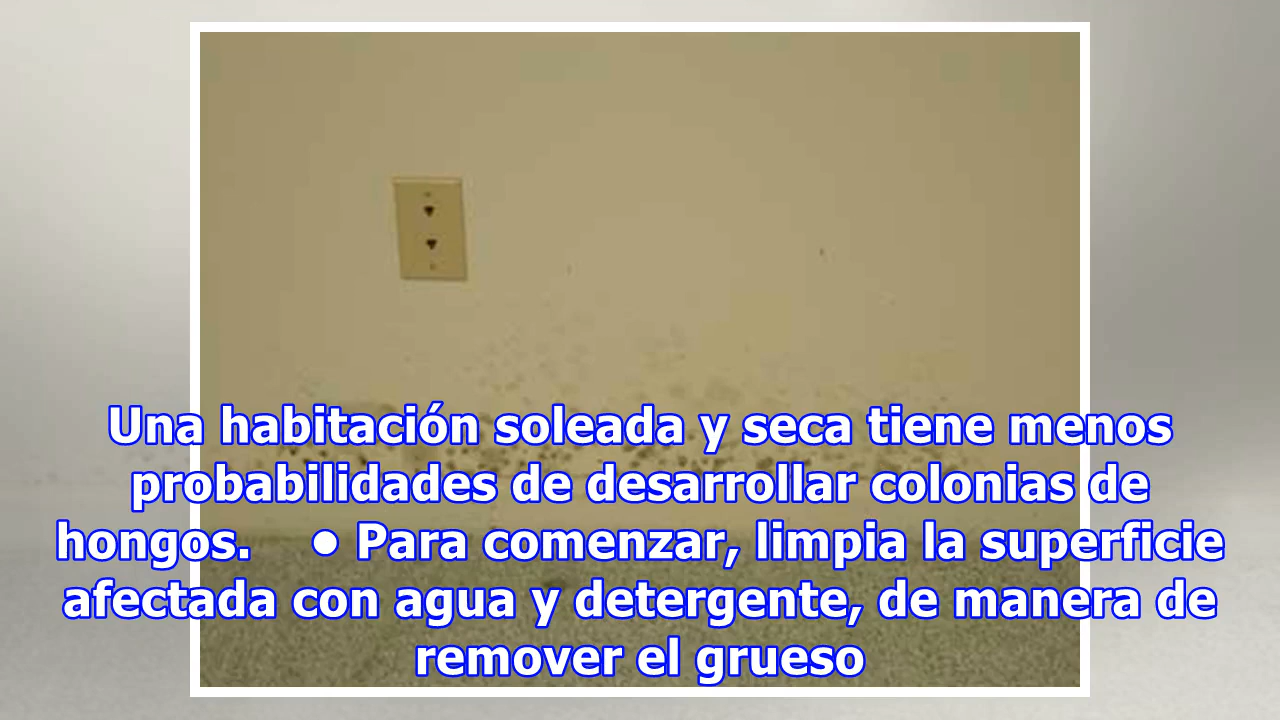 Una habitación soleada y seca tiene menos
probabilidades de desarrollar colonias de
hongos. • Para comenzar, limpia la superficie
afectada con agua y detergente, de manera de
remover el grueso